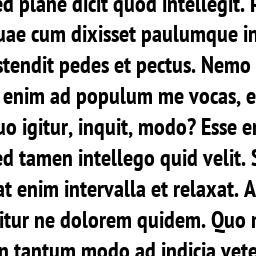 ed plane dicit quod intellegit.
uae cum dixisset paulumque in
stendit pedes et pectus. Nemo
enim ad populum me vocas, e
uo igitur, inquit, modo? Esse e
ed tamen intellego quid velit. S
at enim intervalla et relaxat. A
itur ne dolorem quidem. Quo
n tantum modo ad indicia vete